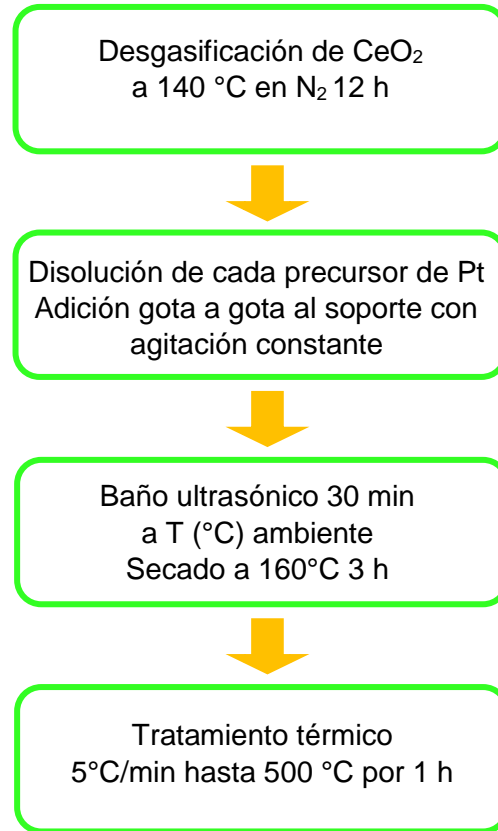 Desgasificación de CeO₂
a 140 °C en N₂ 12 h
Disolución de cada precursor de Pt
Adición gota a gota al soporte con
agitación constante
Baño ultrasónico 30 min
a T (°C) ambiente
Secado a 160°C 3 h
Tratamiento térmico
5°C/min hasta 500 °C por 1 h